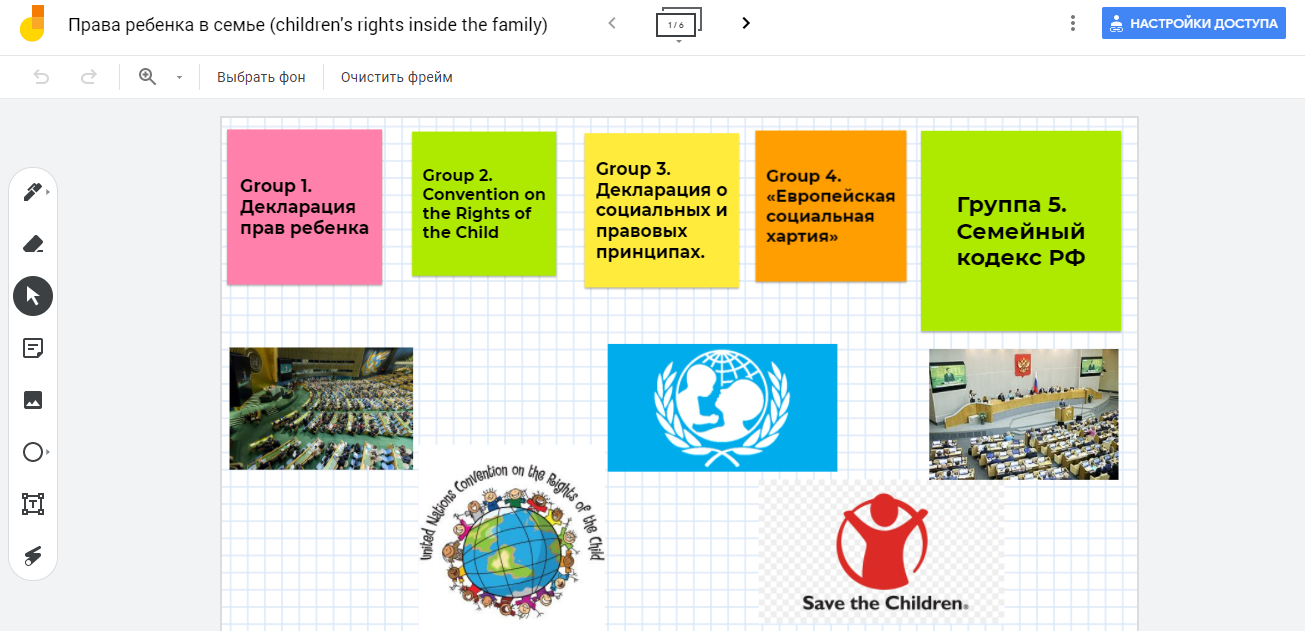 Права ребенка в семье (children's rights inside the family)
1 / 6
НАСТРОЙКИ ДОСТУПА
Выбрать фон
Очистить фрейм
Group 1.
Декларация
прав ребенка
Group 2.
Convention on
the Rights of
the Child
Group 3.
Декларация о
социальных и
правовых
принципах.
Group 4.
«Европейская
социальная
хартия»
Группа 5.
Семейный
кодекс РФ
United Nations Convention on the Rights of the Child
Save the Children®